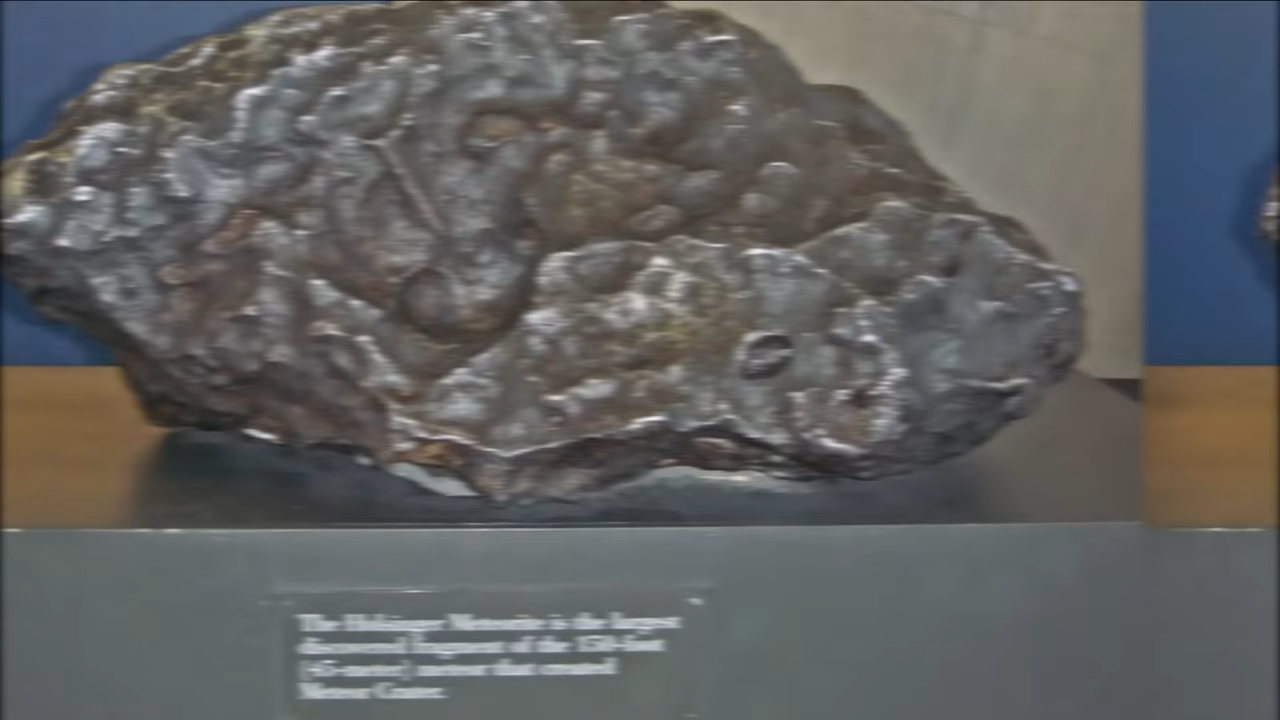 The Holsinger Meteorite is the largest
discovered fragment of the 150-foot
(45-meter) meteor that created
Meteor Crater.